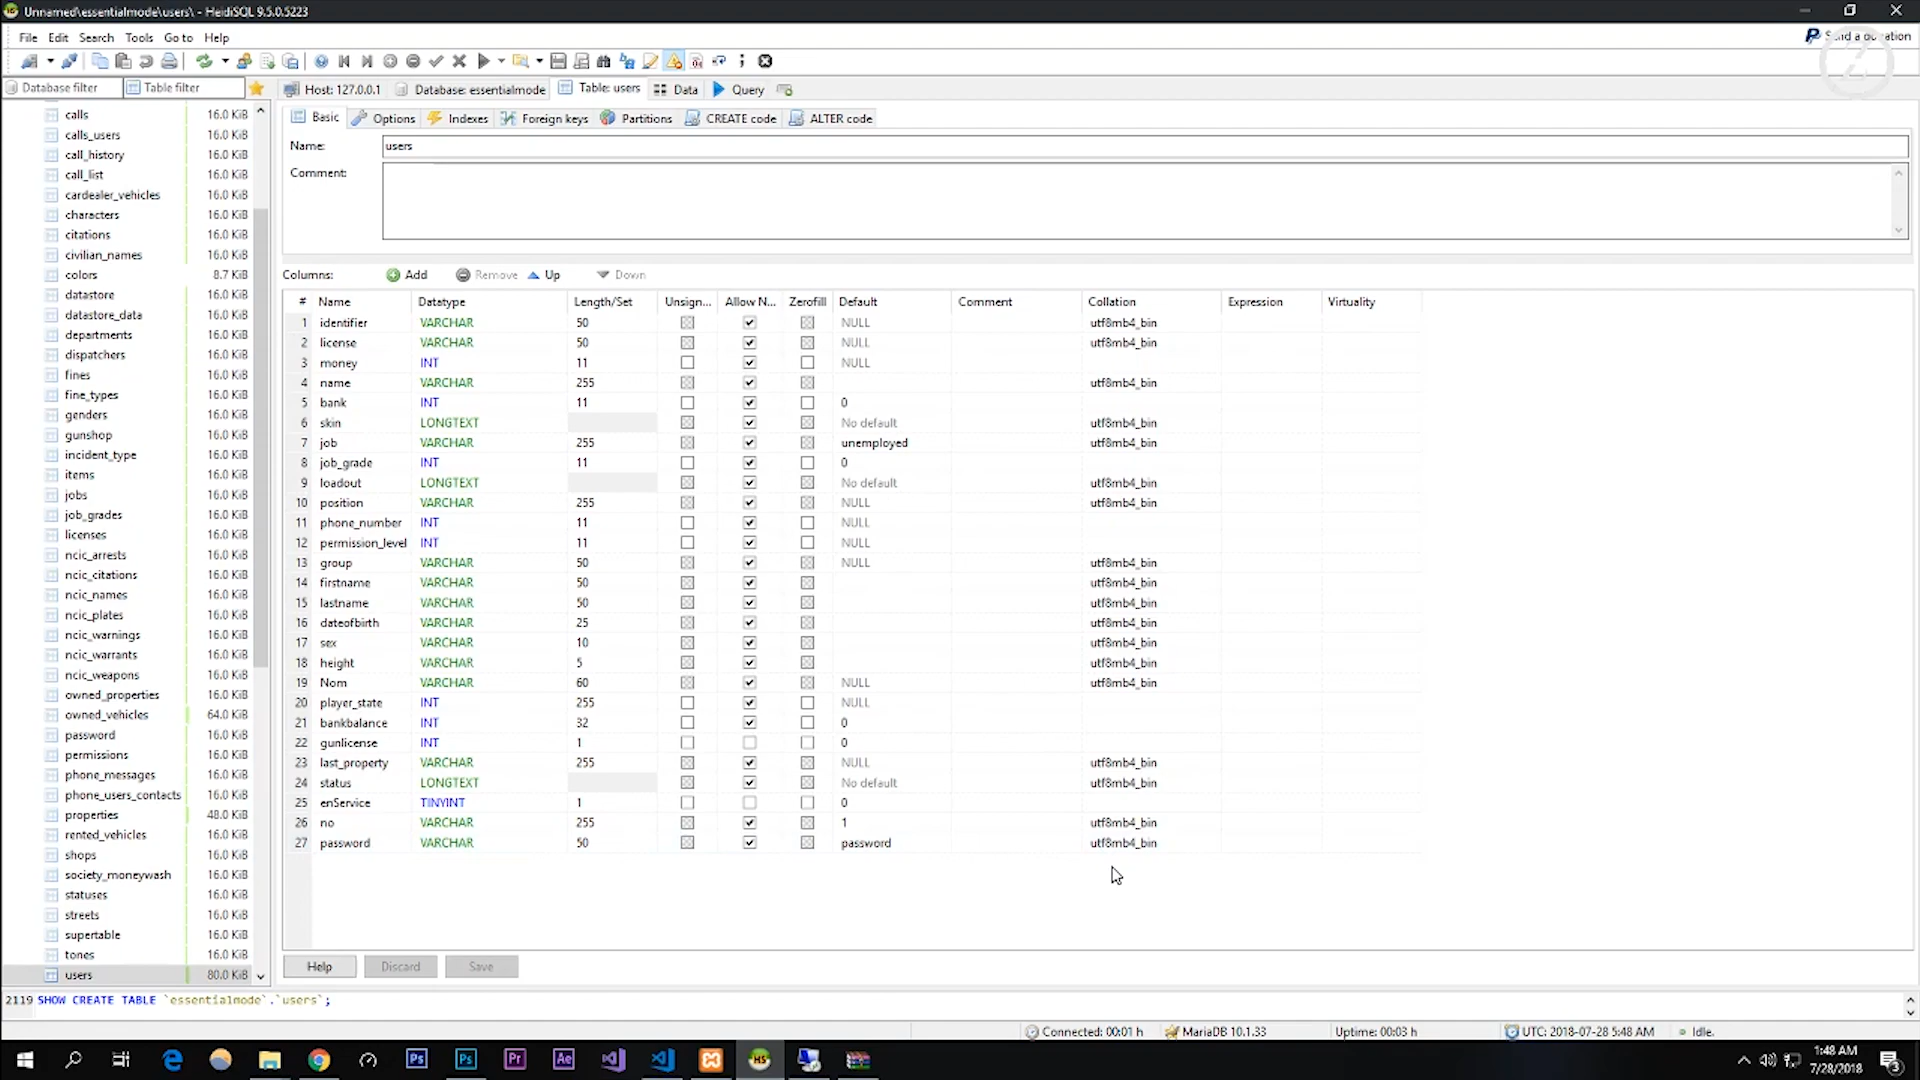 Unnamed\essentialmode\users\ - HeidiSQL 9.5.0.5223
File Edit Search Tools Go to Help
Send a donation
Database filter Table filter Host: 127.0.0.1 Database: essentialmode Table: users Data Query
Basic Options Indexes Foreign keys Partitions CREATE code ALTER code
Name: users
Comment:
Columns: Add Remove Up Down
# Name Datatype Length/Set Unsign... Allow N... Zerofill Default Comment Collation Expression Virtuality
1 identifier VARCHAR 50 NULL utf8mb4_bin
2 license VARCHAR 50 NULL utf8mb4_bin
3 money INT 11 NULL
4 name VARCHAR 255 utf8mb4_bin
5 bank INT 11 0
6 skin LONGTEXT No default utf8mb4_bin
7 job VARCHAR 255 unemployed utf8mb4_bin
8 job_grade INT 11 0
9 loadout LONGTEXT No default utf8mb4_bin
10 position VARCHAR 255 NULL utf8mb4_bin
11 phone_number INT 11 NULL
12 permission_level INT 11 NULL
13 group VARCHAR 50 NULL utf8mb4_bin
14 firstname VARCHAR 50 utf8mb4_bin
15 lastname VARCHAR 50 utf8mb4_bin
16 dateofbirth VARCHAR 25 utf8mb4_bin
17 sex VARCHAR 10 utf8mb4_bin
18 height VARCHAR 5 utf8mb4_bin
19 Nom VARCHAR 60 NULL utf8mb4_bin
20 player_state INT 255 NULL
21 bankbalance INT 32 0
22 gunlicense INT 1 0
23 last_property VARCHAR 255 NULL utf8mb4_bin
24 status LONGTEXT No default utf8mb4_bin
25 enService TINYINT 1 0
26 no VARCHAR 255 1 utf8mb4_bin
27 password VARCHAR 50 password utf8mb4_bin
calls 16.0 KiB
calls_users 16.0 KiB
call_history 16.0 KiB
call_list 16.0 KiB
cardealer_vehicles 16.0 KiB
characters 16.0 KiB
citations 16.0 KiB
civilian_names 16.0 KiB
colors 8.7 KiB
datastore 16.0 KiB
datastore_data 16.0 KiB
departments 16.0 KiB
dispatchers 16.0 KiB
fines 16.0 KiB
fine_types 16.0 KiB
genders 16.0 KiB
gunshop 16.0 KiB
incident_type 16.0 KiB
items 16.0 KiB
jobs 16.0 KiB
job_grades 16.0 KiB
licenses 16.0 KiB
ncic_arrests 16.0 KiB
ncic_citations 16.0 KiB
ncic_names 16.0 KiB
ncic_plates 16.0 KiB
ncic_warnings 16.0 KiB
ncic_warrants 16.0 KiB
ncic_weapons 16.0 KiB
owned_properties 16.0 KiB
owned_vehicles 64.0 KiB
password 16.0 KiB
permissions 16.0 KiB
phone_messages 16.0 KiB
phone_users_contacts 16.0 KiB
properties 48.0 KiB
rented_vehicles 16.0 KiB
shops 16.0 KiB
society_moneywash 16.0 KiB
statuses 16.0 KiB
streets 16.0 KiB
supertable 16.0 KiB
tones 16.0 KiB
users 80.0 KiB
Help Discard Save
2119 SHOW CREATE TABLE `essentialmode`.`users`;
Connected: 00:01 h MariaDB 10.1.33 Uptime: 00:03 h UTC: 2018-07-28 5:48 AM Idle.
Ps Ps Pr Ae HS
1:48 AM
7/28/2018
3